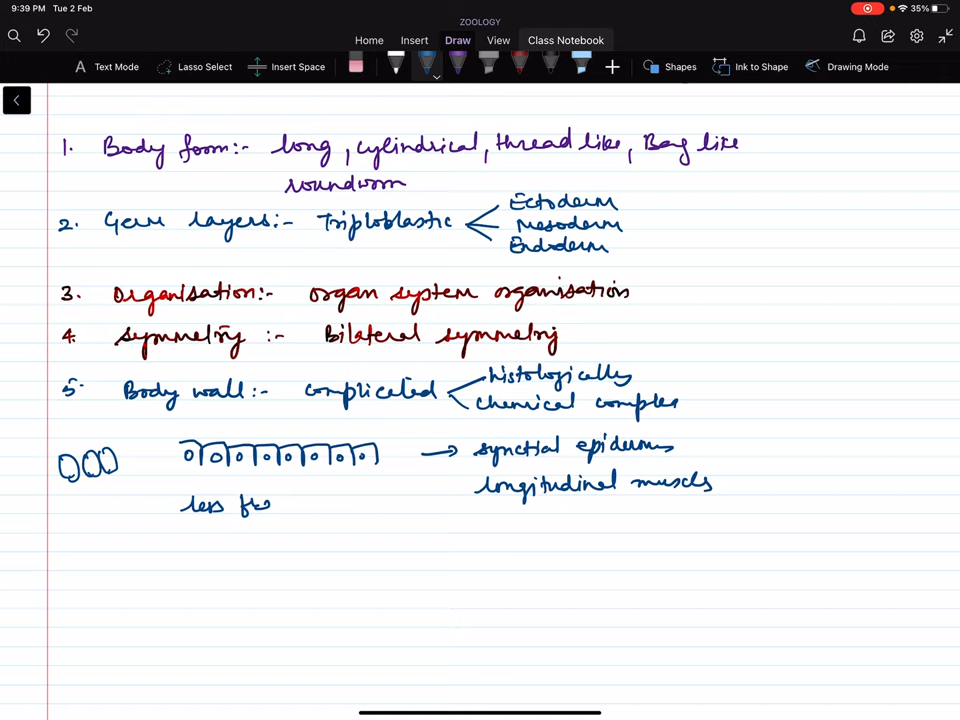 9:39 PM Tue 2 Feb 35%
ZOOLOGY
Home Insert Draw View Class Notebook
Text Mode Lasso Select Insert Space Shapes Ink to Shape Drawing Mode
1. Body form:- long, cylindrical, thread like, Bag like
roundworm
2. Germ layers:- Triploblastic Ectoderm
Mesoderm
Endoderm
3. Organisation:- organ system organisation
4. Symmetry :- Bilateral symmetry
5. Body wall:- complicated histologically
chemical complex
→ synctial epidermis
longitudinal muscls
less